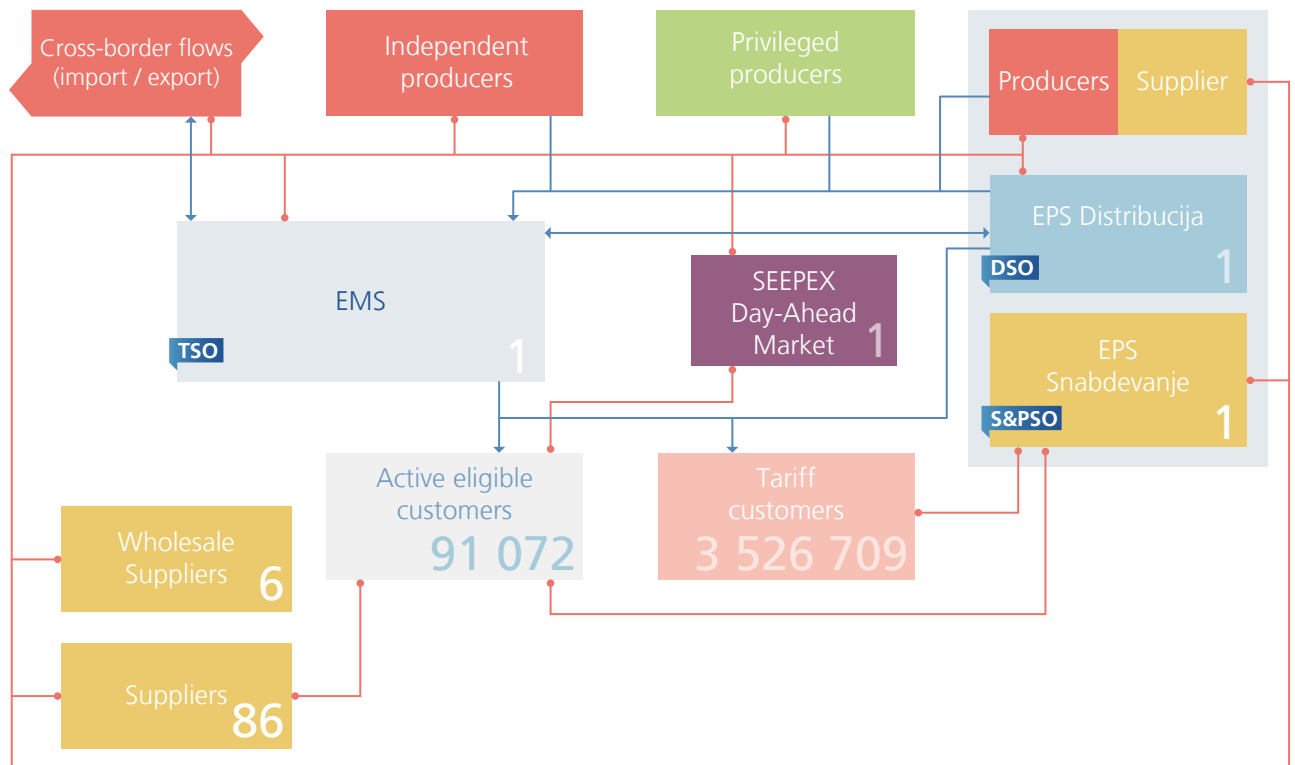 Cross-border flows
(import / export)
Independent
producers
Privileged
producers
Producers
Supplier
EPS Distribucija
1
DSO
EMS
1
TSO
SEEPEX
Day-Ahead
Market
1
EPS
Snabdevanje
1
S&PSO
Active eligible
customers
91 072
Tariff
customers
3 526 709
Wholesale
Suppliers
6
Suppliers
86